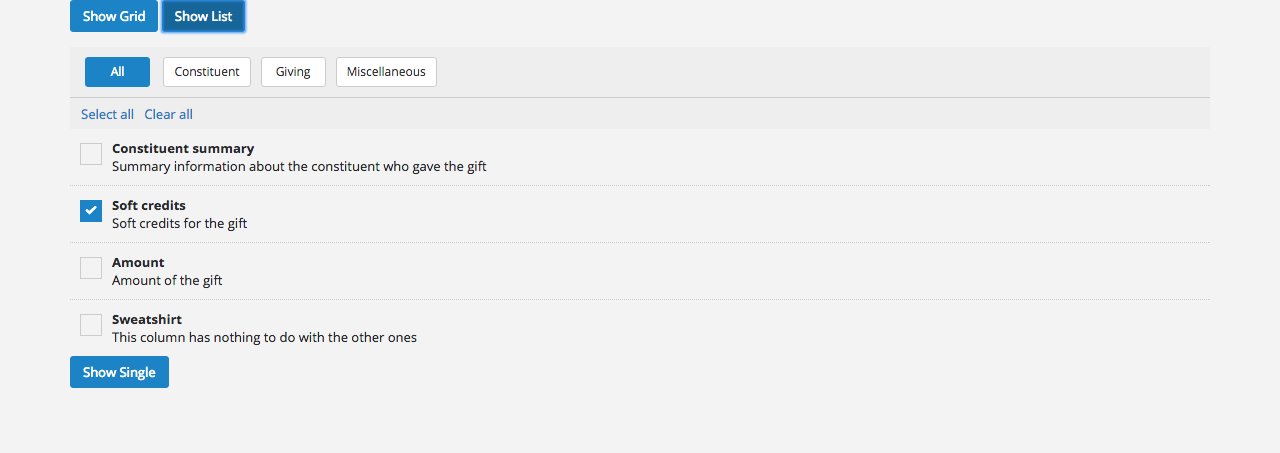 Show Grid Show List
All Constituent Giving Miscellaneous
Select all Clear all
Constituent summary
Summary information about the constituent who gave the gift
Soft credits
Soft credits for the gift
Amount
Amount of the gift
Sweatshirt
This column has nothing to do with the other ones
Show Single